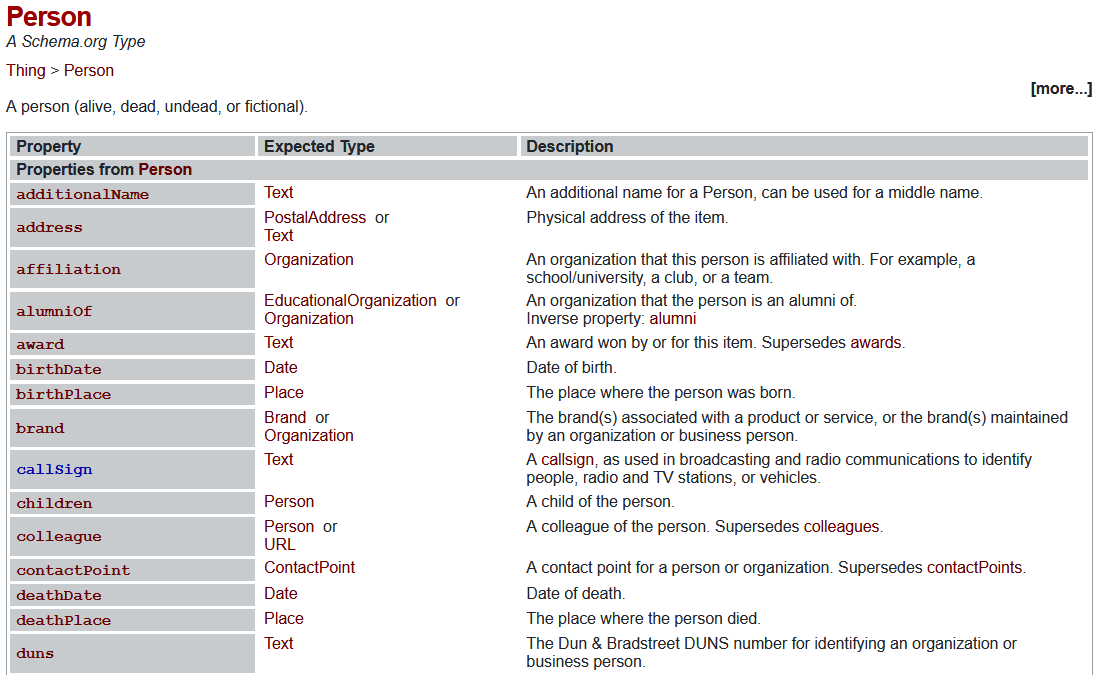 Person
A Schema.org Type
Thing > Person
[more...]
A person (alive, dead, undead, or fictional).
Property Expected Type Description
Properties from Person
additionalName Text An additional name for a Person, can be used for a middle name.
address PostalAddress or Physical address of the item.
Text
affiliation Organization An organization that this person is affiliated with. For example, a
school/university, a club, or a team.
alumniOf EducationalOrganization or An organization that the person is an alumni of.
Organization Inverse property: alumni
award Text An award won by or for this item. Supersedes awards.
birthDate Date Date of birth.
birthPlace Place The place where the person was born.
brand Brand or The brand(s) associated with a product or service, or the brand(s) maintained
Organization by an organization or business person.
callSign Text A callsign, as used in broadcasting and radio communications to identify
people, radio and TV stations, or vehicles.
children Person A child of the person.
colleague Person or A colleague of the person. Supersedes colleagues.
URL
contactPoint ContactPoint A contact point for a person or organization. Supersedes contactPoints.
deathDate Date Date of death.
deathPlace Place The place where the person died.
duns Text The Dun & Bradstreet DUNS number for identifying an organization or
business person.